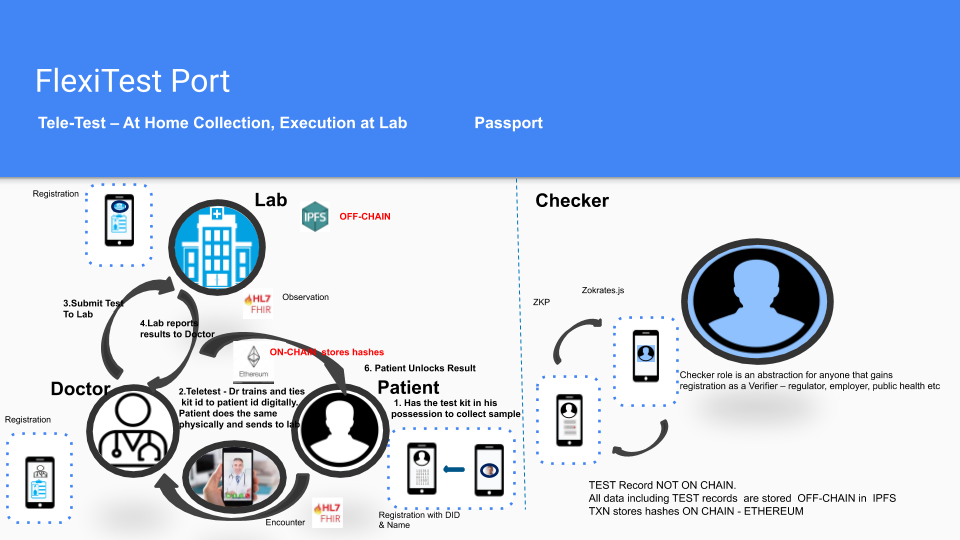 FlexiTest Port
Tele-Test – At Home Collection, Execution at Lab
Passport
Registration
Lab
IPFS
OFF-CHAIN
Checker
HL7
FHIR
Observation
3.Submit Test
To Lab
4.Lab reports
results to Doctor
ZKP
Zokrates.js
ON-CHAIN stores hashes
Ethereum
6. Patient Unlocks Result
Doctor
Patient
2.Teletest - Dr trains and ties
kit id to patient id digitally.
Patient does the same
physically and sends to lab
1. Has the test kit in his
possession to collect sample
Checker role is an abstraction for anyone that gains
registration as a Verifier – regulator, employer, public health etc
Registration
Encounter
HL7
FHIR
Registration with DID
& Name
TEST Record NOT ON CHAIN.
All data including TEST records are stored OFF-CHAIN in IPFS
TXN stores hashes ON CHAIN - ETHEREUM